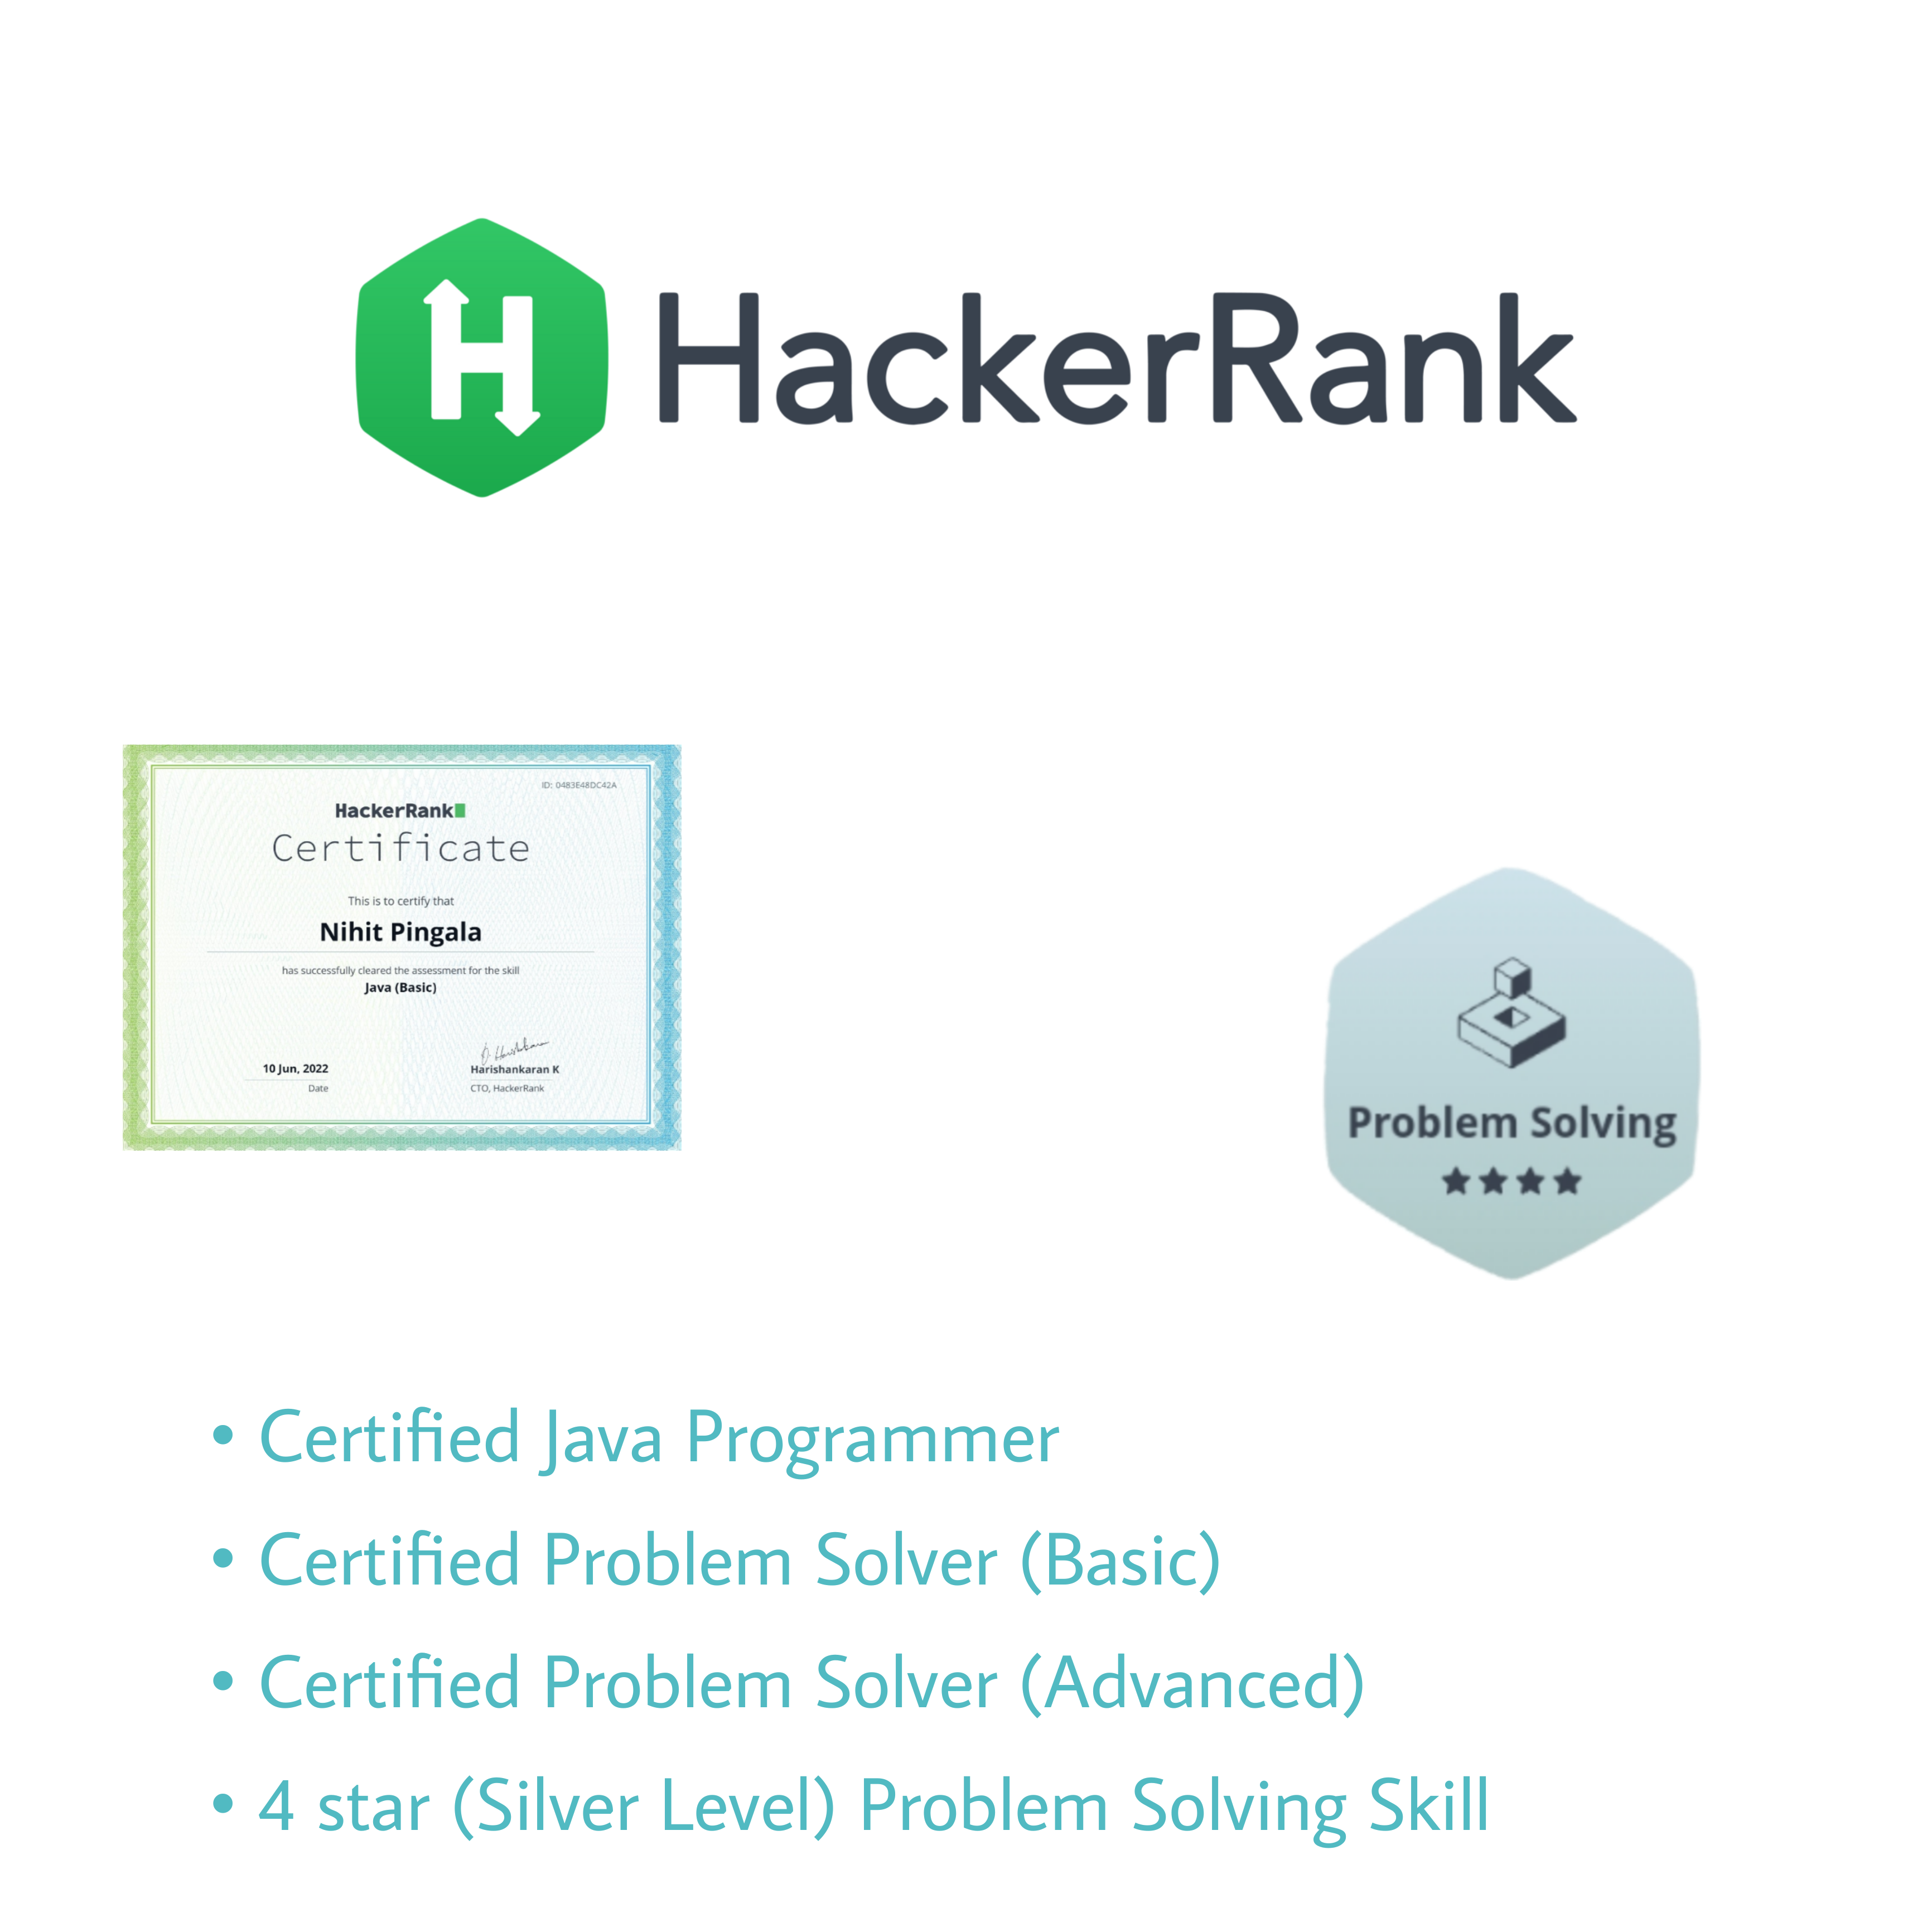 HackerRank
ID: 0483E48DC42A
HackerRank
Certificate
This is to certify that
Nihit Pingala
has successfully cleared the assessment for the skill
Java (Basic)
10 Jun, 2022
Date
Harishankaran K
CTO, HackerRank
Problem Solving
• Certified Java Programmer
• Certified Problem Solver (Basic)
• Certified Problem Solver (Advanced)
• 4 star (Silver Level) Problem Solving Skill